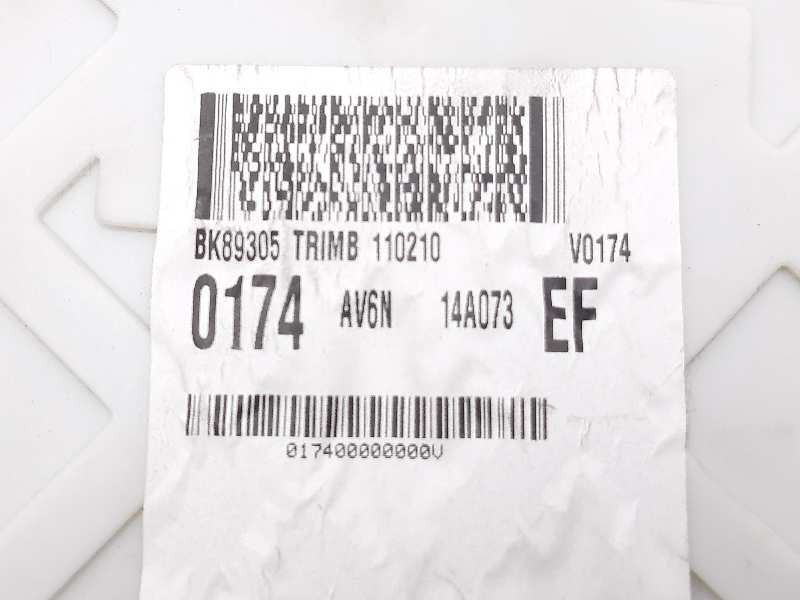 BK89305 TRIMB 110210 V0174
0174 AV6N 14A073 EF
017400000000V